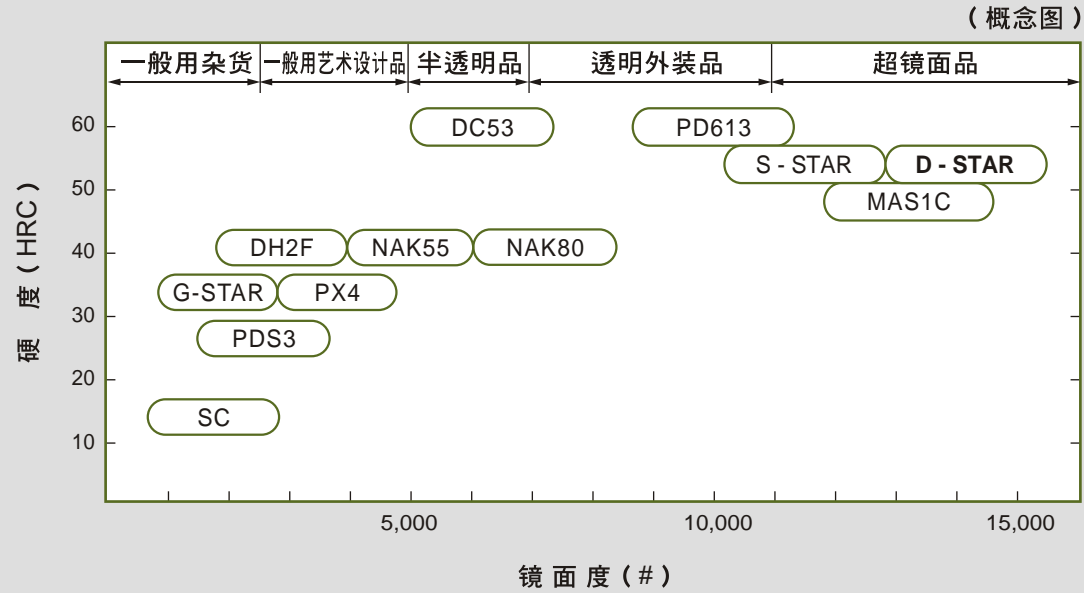 （概念图）
一般用杂货 一般用艺术设计品 半透明品 透明外装品 超镜面品
60 DC53 PD613
S - STAR D - STAR
50
MAS1C
40 DH2F NAK55 NAK80
G-STAR PX4
30
PDS3
20
SC
10
硬 度（HRC）
5,000 10,000 15,000
镜 面 度（#）